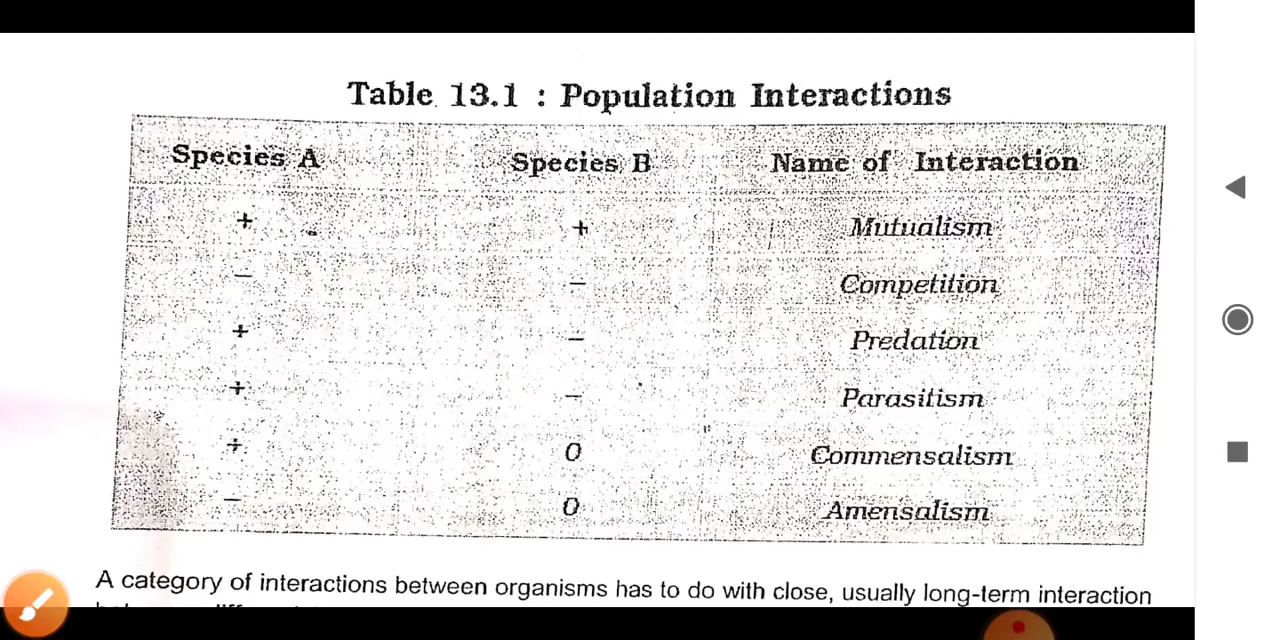 Table 13.1 : Population Interactions
Species A Species B Name of Interaction
+ + Mutualism
− − Competition
+ − Predation
+ − Parasitism
+ 0 Commensalism
− 0 Amensalism
A category of interactions between organisms has to do with close, usually long-term interaction